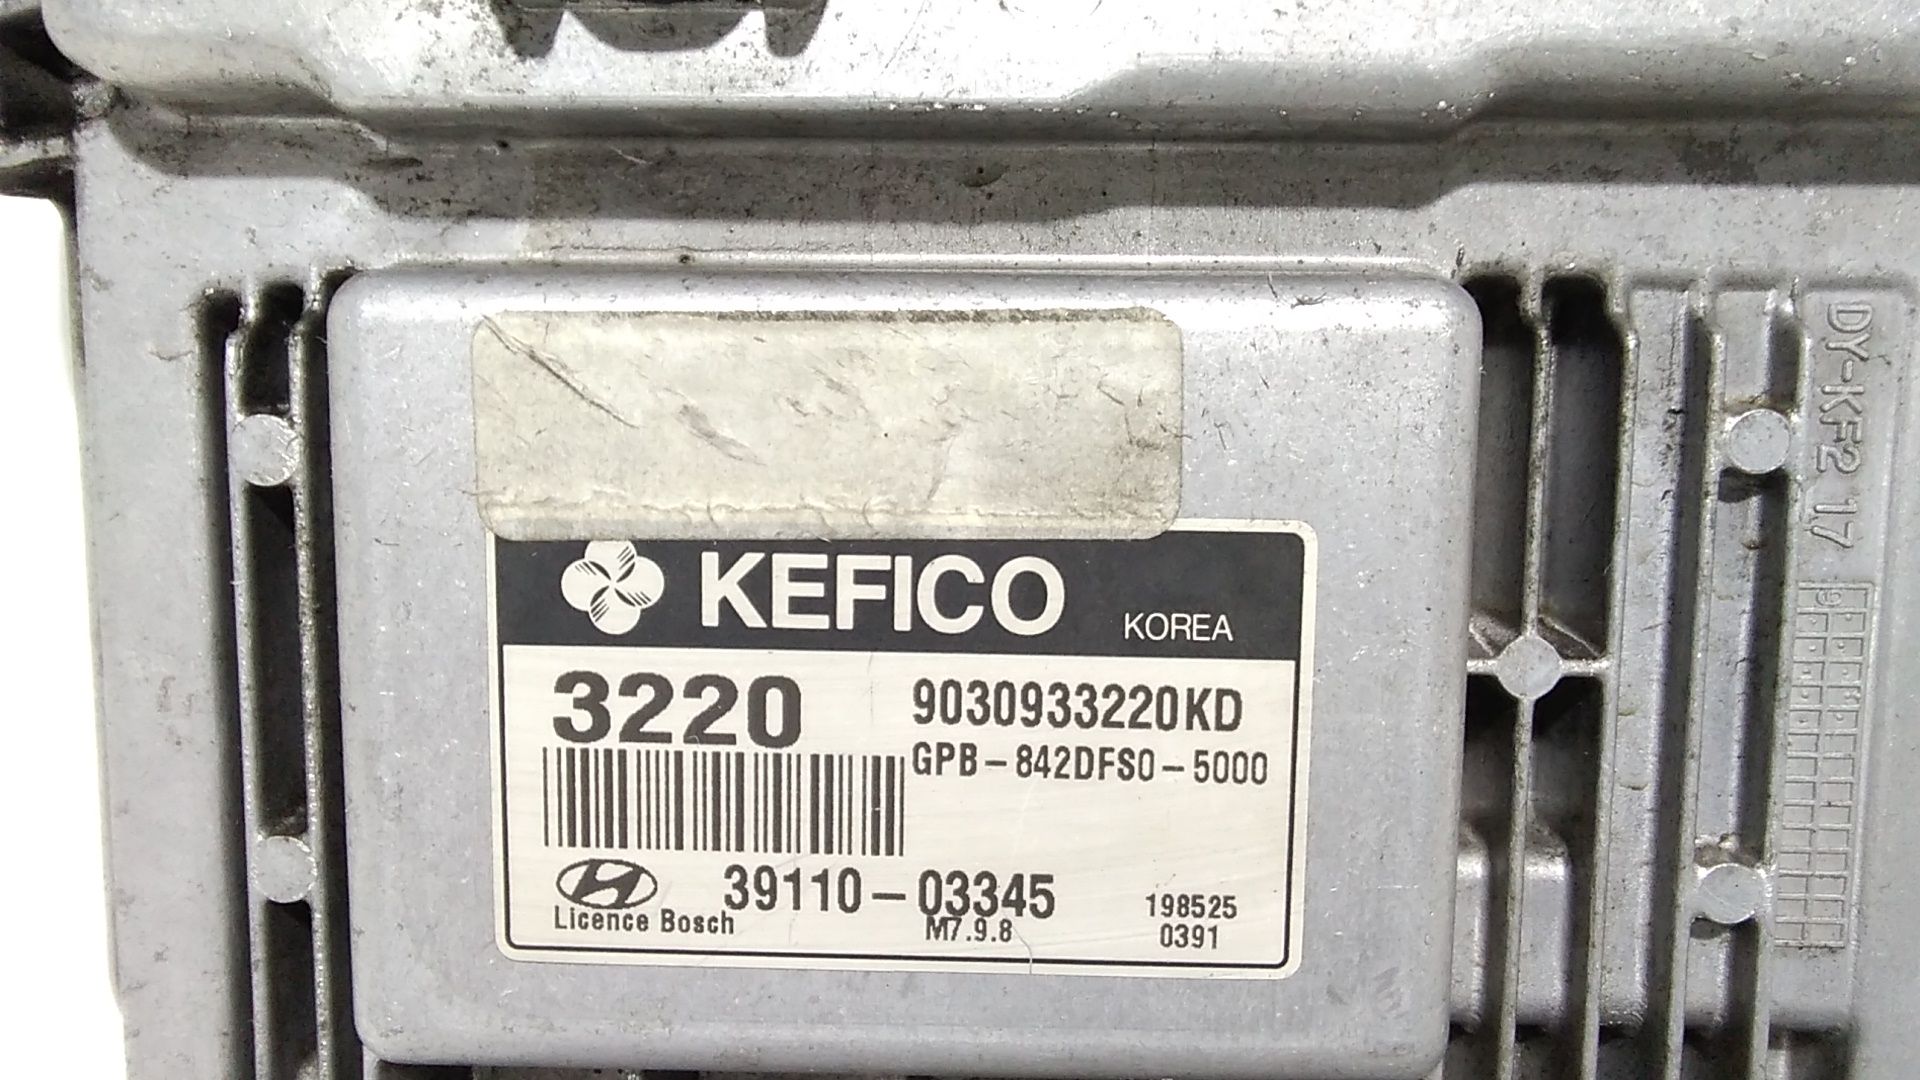 KEFICO KOREA
3220 9030933220KD
GPB-842DFS0-5000
39110-03345
Licence Bosch M7.9.8
198525
0391
DY-KF2 17